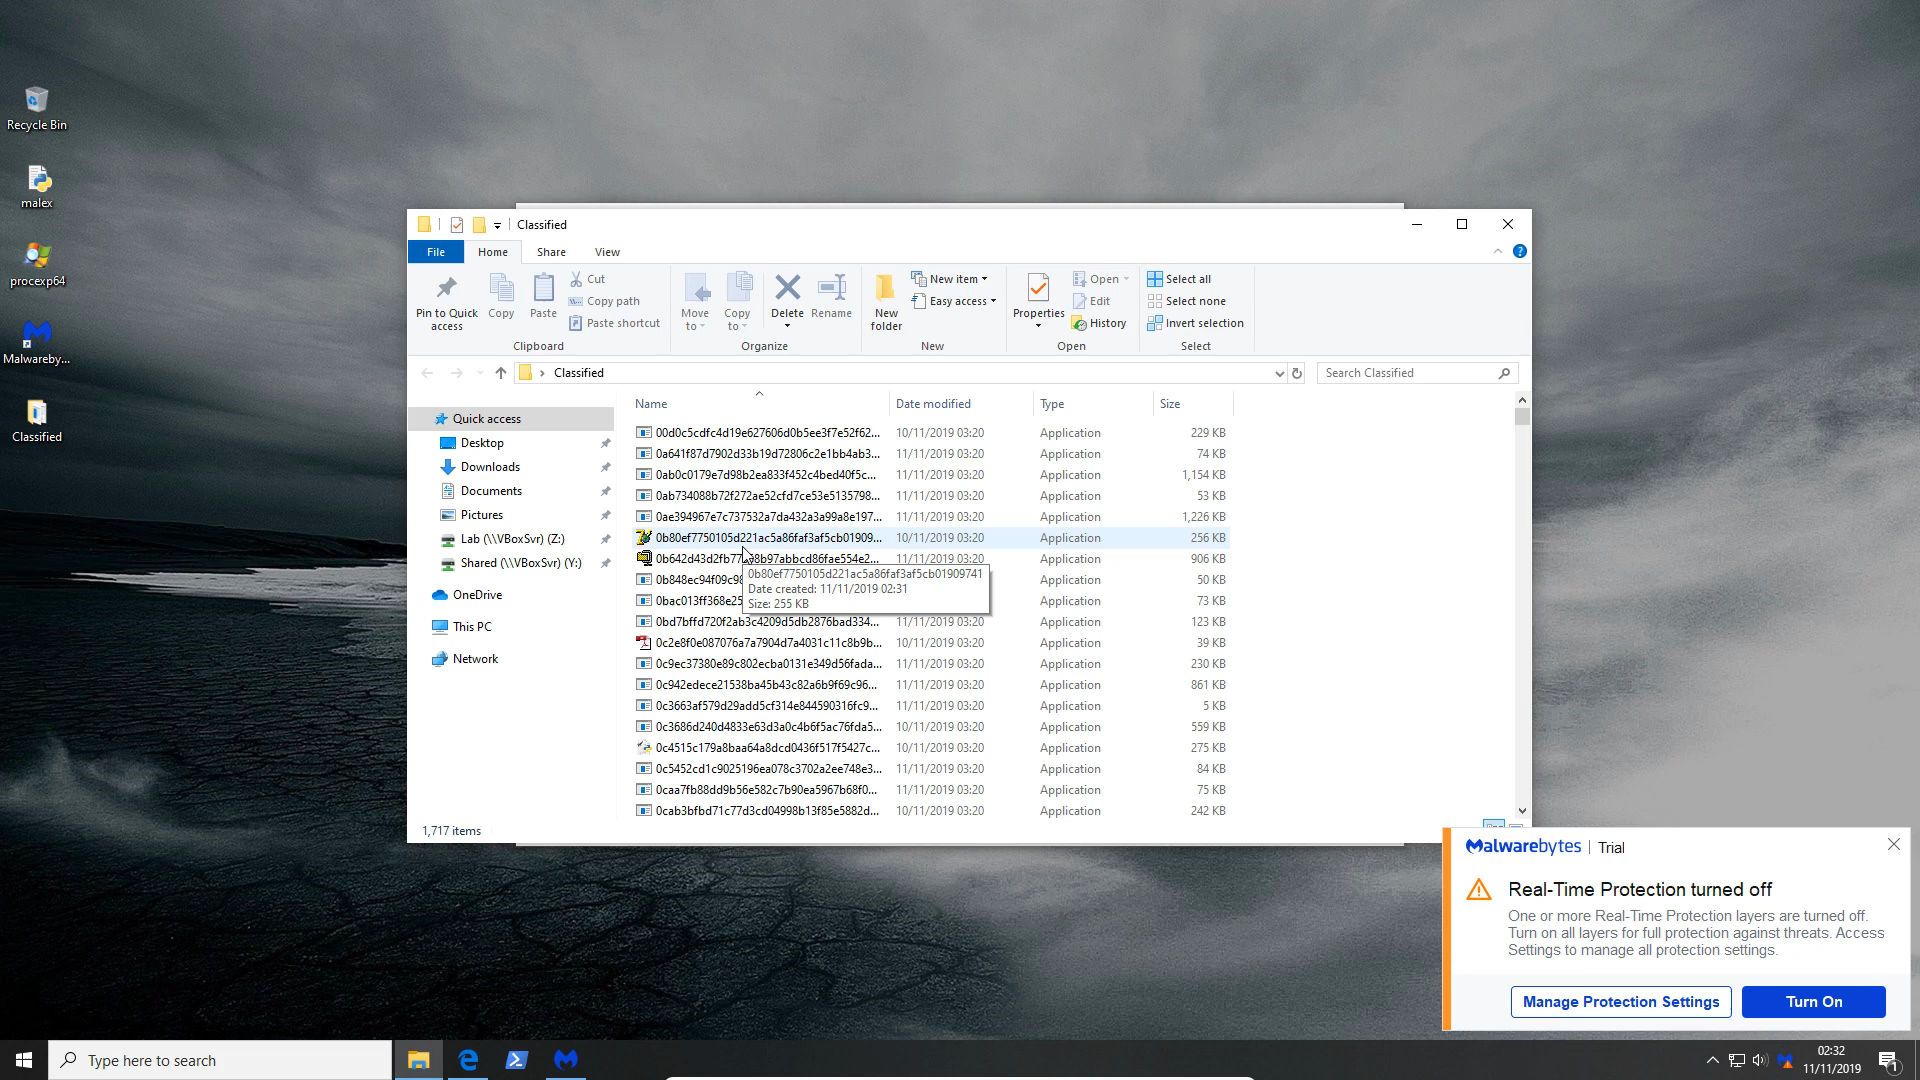 Recycle Bin
malex
procexp64
Malwareby...
Classified
Classified
File Home Share View
Pin to Quick access
Copy
Paste
Cut
Copy path
Paste shortcut
Clipboard
Move to
Copy to
Delete
Rename
Organize
New folder
New item
Easy access
New
Properties
Open
Edit
History
Open
Select all
Select none
Invert selection
Select
Classified
Search Classified
Quick access
Desktop
Downloads
Documents
Pictures
Lab (\\VBoxSvr) (Z:)
Shared (\\VBoxSvr) (Y:)
OneDrive
This PC
Network
Name Date modified Type Size
00d0c5cdfc4d19e627606d0b5ee3f7e52f62... 10/11/2019 03:20 Application 229 KB
0a641f87d7902d33b19d72806c2e1bb4ab3... 11/11/2019 03:20 Application 74 KB
0ab0c0179e7d98b2ea833f452c4bed40f5c... 11/11/2019 03:20 Application 1,154 KB
0ab734088b72f272ae52cfd7ce53e5135798... 11/11/2019 03:20 Application 53 KB
0ae394967e7c737532a7da432a3a99a8e197... 11/11/2019 03:20 Application 1,226 KB
0b80ef7750105d221ac5a86faf3af5cb01909... 10/11/2019 03:20 Application 256 KB
11/11/2019 03:20 Application 906 KB
0b848ec94f09c98 Application 50 KB
0bac013ff368e25 Application 73 KB
0b80ef7750105d221ac5a86faf3af5cb01909741
Date created: 11/11/2019 02:31
Size: 255 KB
0bd7bffd720f2ab3c4209d5db2876bad334... 11/11/2019 03:20 Application 123 KB
0c2e8f0e087076a7a7904d7a4031c11c8b9b... 10/11/2019 03:20 Application 39 KB
0c9ec37380e89c802ecba0131e349d56fada... 11/11/2019 03:20 Application 230 KB
0c942edece21538ba45b43c82a6b9f69c96... 11/11/2019 03:20 Application 861 KB
0c3663af579d29add5cf314e844590316fc9... 11/11/2019 03:20 Application 5 KB
0c3686d240d4833e63d3a0c4b6f5ac76fda5... 10/11/2019 03:20 Application 559 KB
0c4515c179a8baa64a8dcd0436f517f5427c... 10/11/2019 03:20 Application 275 KB
0c5452cd1c9025196ea078c3702a2ee748e3... 11/11/2019 03:20 Application 84 KB
0caa7fb88dd9b56e582c7b90ea5967b68f0... 11/11/2019 03:20 Application 75 KB
0cab3bfbd71c77d3cd04998b13f85e5882d... 10/11/2019 03:20 Application 242 KB
1,717 items
Malwarebytes | Trial
Real-Time Protection turned off
One or more Real-Time Protection layers are turned off.
Turn on all layers for full protection against threats. Access
Settings to manage all protection settings.
Manage Protection Settings
Turn On
Type here to search
02:32
11/11/2019
1